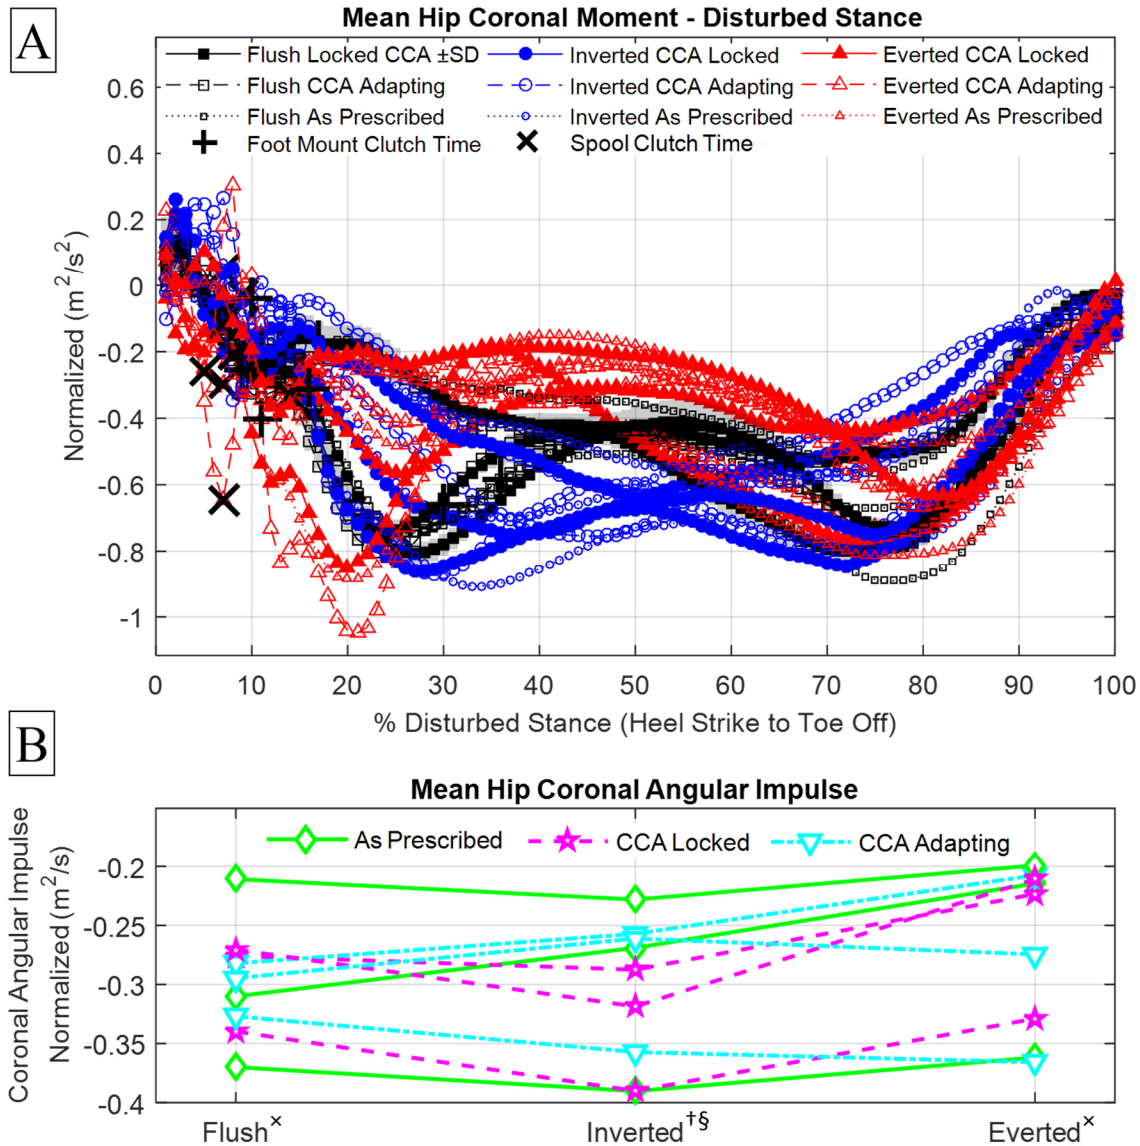 A
Mean Hip Coronal Moment - Disturbed Stance
Flush Locked CCA ±SD Inverted CCA Locked Everted CCA Locked
Flush CCA Adapting Inverted CCA Adapting Everted CCA Adapting
Flush As Prescribed Inverted As Prescribed Everted As Prescribed
Foot Mount Clutch Time Spool Clutch Time
Normalized (m²/s²)
0.6
0.4
0.2
0
-0.2
-0.4
-0.6
-0.8
-1
0 10 20 30 40 50 60 70 80 90 100
% Disturbed Stance (Heel Strike to Toe Off)
B
Mean Hip Coronal Angular Impulse
As Prescribed CCA Locked CCA Adapting
Coronal Angular Impulse
Normalized (m²/s)
-0.2
-0.25
-0.3
-0.35
-0.4
Flush× Inverted†§ Everted×